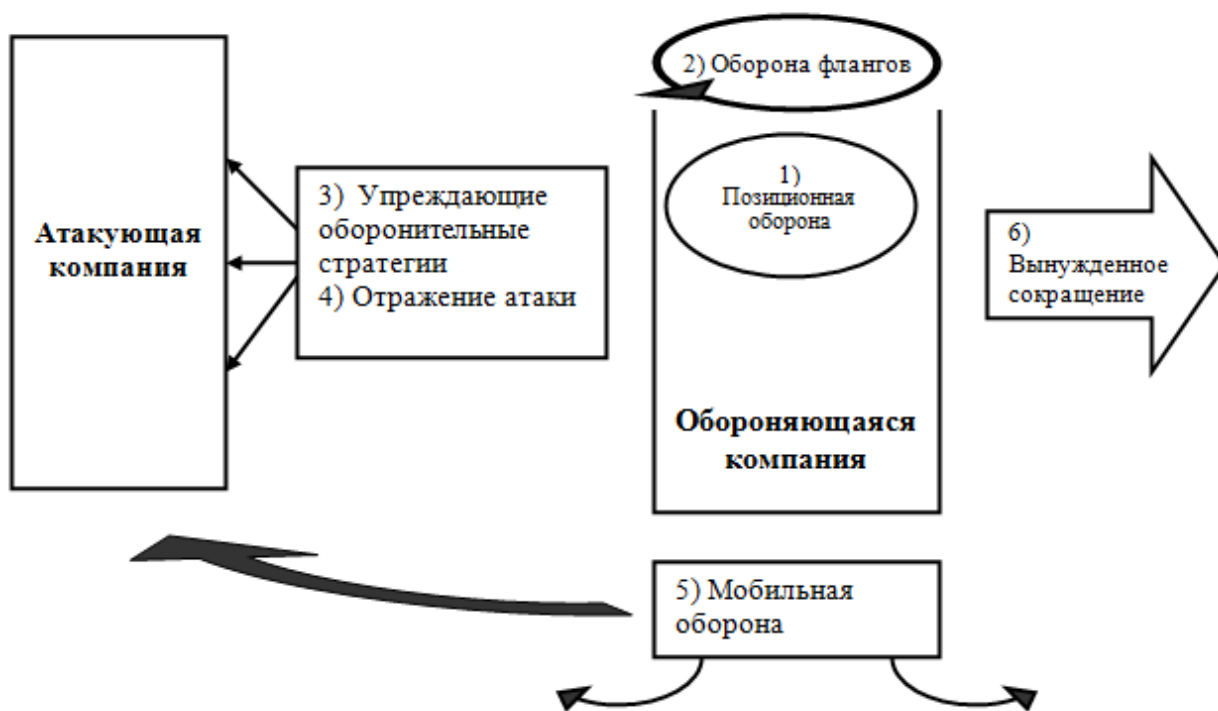 Атакующая
компания
3) Упреждающие
оборонительные
стратегии
4) Отражение атаки
2) Оборона флангов
1)
Позиционная
оборона
Обороняющаяся
компания
5) Мобильная
оборона
6)
Вынужденное
сокращение